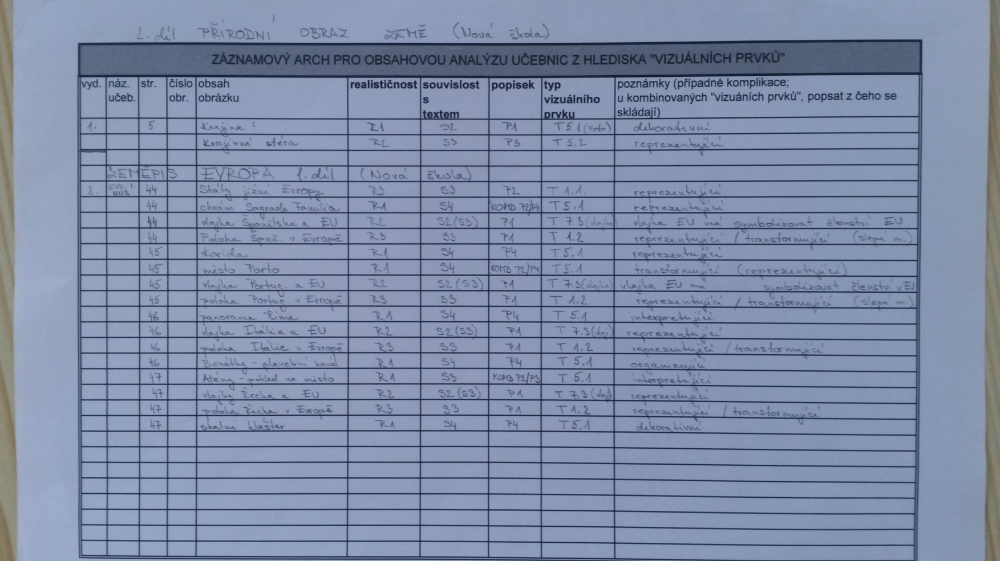 2. díl PŘÍRODNÍ OBRAZ ZEMĚ (Nová škola)
ZÁZNAMOVÝ ARCH PRO OBSAHOVOU ANALÝZU UČEBNIC Z HLEDISKA "VIZUÁLNÍCH PRVKŮ"
vyd. náz. učeb. str. číslo obr. obsah obrázku realističnost souvislost s textem popisek typ vizuálního prvku poznámky (případné komplikace; u kombinovaných "vizuáních prvků", popsat z čeho se skládají)
1. 5 Krajina R1 S2 P1 T 5.1 (Foto) dekorativní
Krajinná sféra R2 S3 P3 T 5.2 reprezentující
ZEMĚPIS EVROPA 1. díl (Nová škola)
2. 44 Státy jižní Evropy R3 S3 P2 T 1.1. reprezentující
44 chrám Sagrada Familia R1 S4 KOMB P2/P4 T 5.1 reprezentující
44 vlajka Španělska a EU R2 S2(S3) P1 T 7.3 (vlajka) vlajka EU má symbolizovat členství EU
44 Poloha Špaň. v Evropě R3 S3 P1 T 1.2 reprezentující / transformující (slepá m.)
45 Korida R1 S4 P4 T 5.1 reprezentující
45 město Porto R1 S4 KOMB P2/P4 T 5.1 transformující (reprezentující)
45 vlajka Portug. a EU R2 S2 (S3) P1 T 7.3(vlajka) vlajka EU má symbolizovat členství v EU
45 poloha Portug. v Evropě R3 S3 P1 T 1.2. reprezentující / transformující (slepá m.)
46 panorama Říma R1 S4 P4 T 5.1 interpretující
46 vlajka Itálie a EU R2 S2(S3) P1 T 7.3(vlaj) reprezentující
46 poloha Itálie v Evropě R3 S3 P1 T 1.2 reprezentující / transformující
46 Benátky - plavební kanál R1 S4 P4 T 5.1 organizující
47 Atény - pohled na město R1 S3 KOMB P2/P3 T 5.1 interpretující
47 vlajky Řecka a EU R2 S2 (S3) P1 T 7.3 (vlaj) reprezentující
47 poloha Řecka v Evropě R3 S3 P1 T 1.2 reprezentující / transformující
47 skalní klášter R1 S4 P4 T 5.1 dekorativní